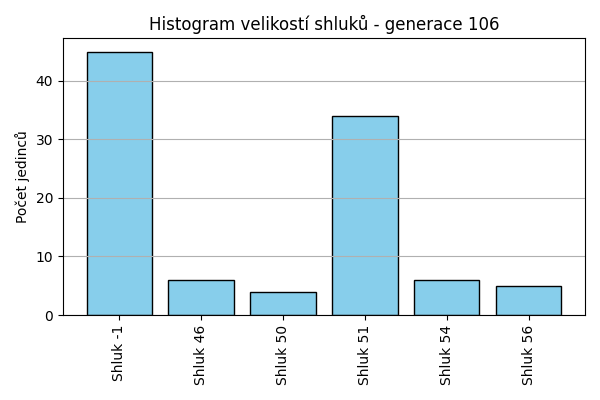 Histogram velikostí shluků - generace 106
Počet jedinců
40
30
20
10
0
Shluk -1
Shluk 46
Shluk 50
Shluk 51
Shluk 54
Shluk 56